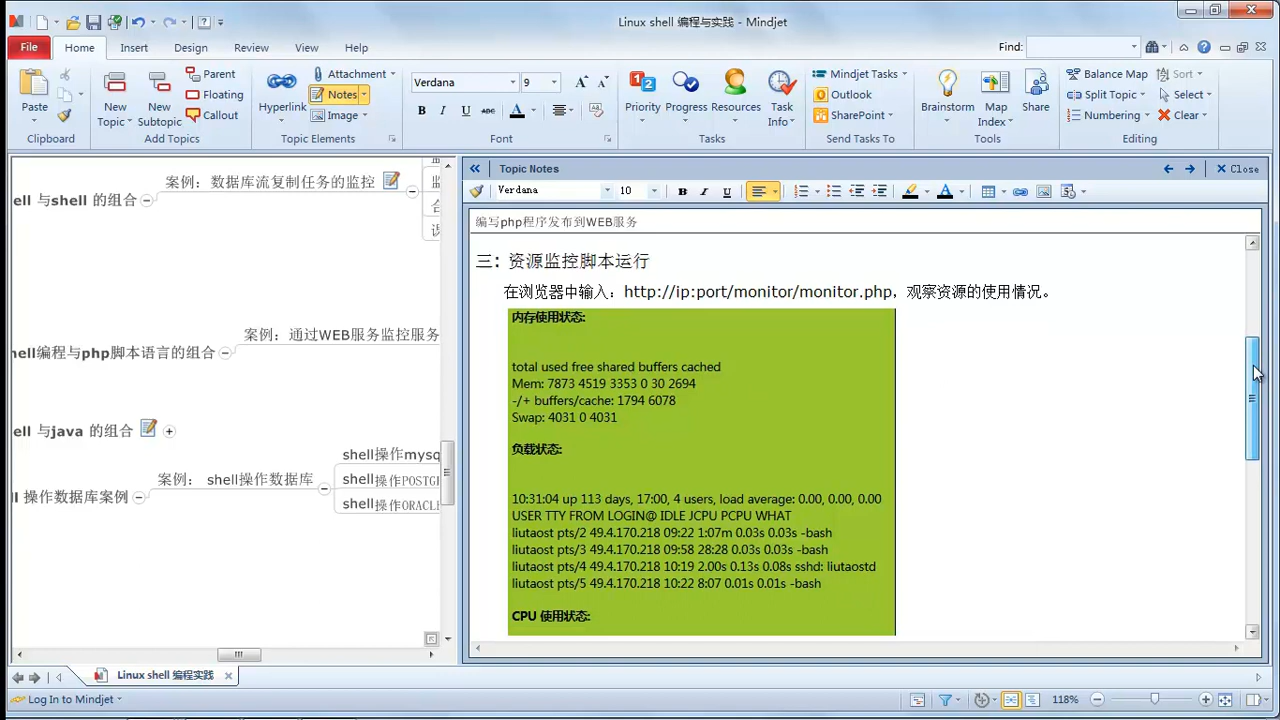 Linux shell 编程与实践 - Mindjet
File
Home
Insert
Design
Review
View
Help
Find:
Paste
Clipboard
New Topic
New Subtopic
Parent
Floating
Callout
Add Topics
Hyperlink
Attachment
Notes
Image
Topic Elements
Verdana
9
B I U abc A
Font
Priority
Progress
Resources
Task Info
Tasks
Mindjet Tasks
Outlook
SharePoint
Send Tasks To
Brainstorm
Map Index
Share
Tools
Balance Map
Split Topic
Numbering
Sort
Select
Clear
Editing
案例：数据库流复制任务的监控
ell 与shell 的组合
案例：通过WEB服务监控服务
hell编程与php脚本语言的组合
ell 与java 的组合
案例： shell操作数据库
shell操作mysq
shell操作POSTG
shell操作ORACL
操作数据库案例
Topic Notes
Close
Verdana
10
B I U
编写php程序发布到WEB服务
三：资源监控脚本运行
在浏览器中输入：http://ip:port/monitor/monitor.php，观察资源的使用情况。
内存使用状态:
total used free shared buffers cached
Mem: 7873 4519 3353 0 30 2694
-/+ buffers/cache: 1794 6078
Swap: 4031 0 4031
负载状态:
10:31:04 up 113 days, 17:00, 4 users, load average: 0.00, 0.00, 0.00
USER TTY FROM LOGIN@ IDLE JCPU PCPU WHAT
liutaost pts/2 49.4.170.218 09:22 1:07m 0.03s 0.03s -bash
liutaost pts/3 49.4.170.218 09:58 28:28 0.03s 0.03s -bash
liutaost pts/4 49.4.170.218 10:19 2.00s 0.13s 0.08s sshd: liutaostd
liutaost pts/5 49.4.170.218 10:22 8:07 0.01s 0.01s -bash
CPU 使用状态:
Linux shell 编程实践
Log In to Mindjet
118%